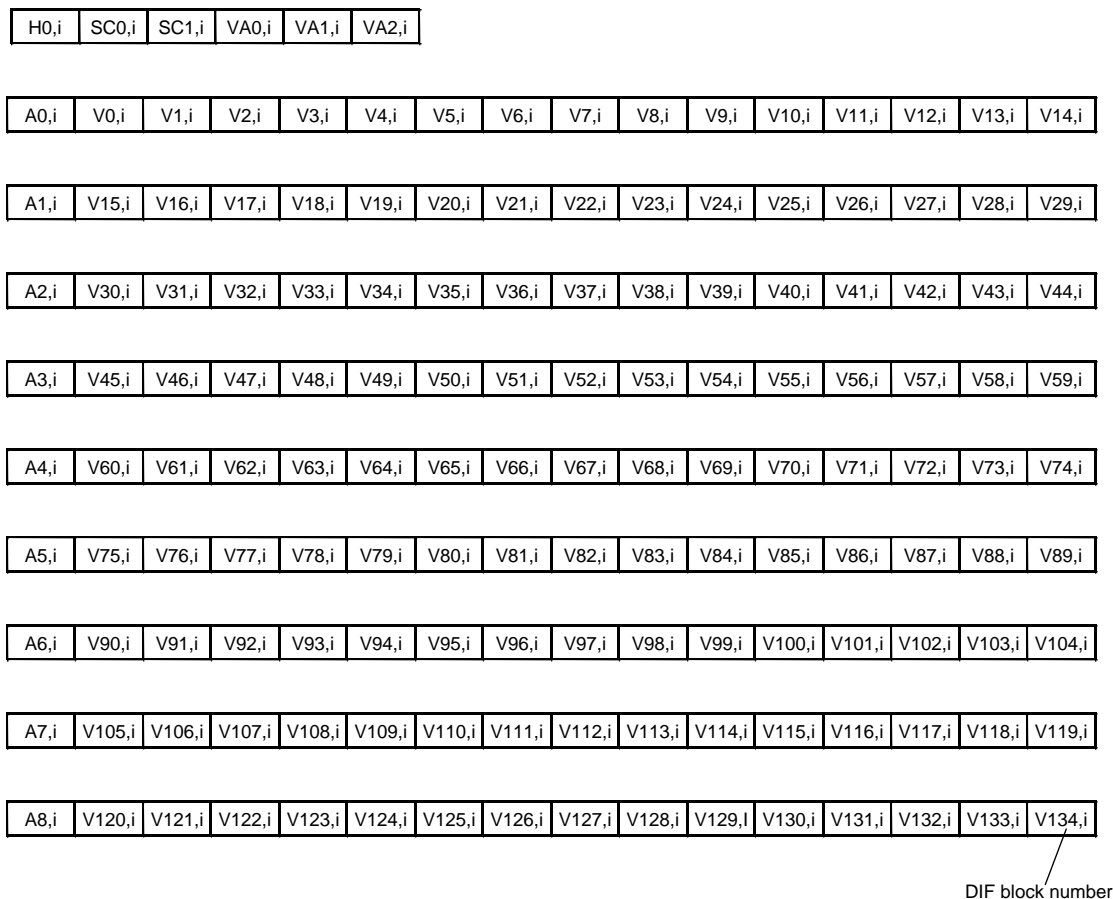 H0,i SC0,i SC1,i VA0,i VA1,i VA2,i
A0,i V0,i V1,i V2,i V3,i V4,i V5,i V6,i V7,i V8,i V9,i V10,i V11,i V12,i V13,i V14,i
A1,i V15,i V16,i V17,i V18,i V19,i V20,i V21,i V22,i V23,i V24,i V25,i V26,i V27,i V28,i V29,i
A2,i V30,i V31,i V32,i V33,i V34,i V35,i V36,i V37,i V38,i V39,i V40,i V41,i V42,i V43,i V44,i
A3,i V45,i V46,i V47,i V48,i V49,i V50,i V51,i V52,i V53,i V54,i V55,i V56,i V57,i V58,i V59,i
A4,i V60,i V61,i V62,i V63,i V64,i V65,i V66,i V67,i V68,i V69,i V70,i V71,i V72,i V73,i V74,i
A5,i V75,i V76,i V77,i V78,i V79,i V80,i V81,i V82,i V83,i V84,i V85,i V86,i V87,i V88,i V89,i
A6,i V90,i V91,i V92,i V93,i V94,i V95,i V96,i V97,i V98,i V99,i V100,i V101,i V102,i V103,i V104,i
A7,i V105,i V106,i V107,i V108,i V109,i V110,i V111,i V112,i V113,i V114,i V115,i V116,i V117,i V118,i V119,i
A8,i V120,i V121,i V122,i V123,i V124,i V125,i V126,i V127,i V128,i V129,I V130,i V131,i V132,i V133,i V134,i
DIF block number